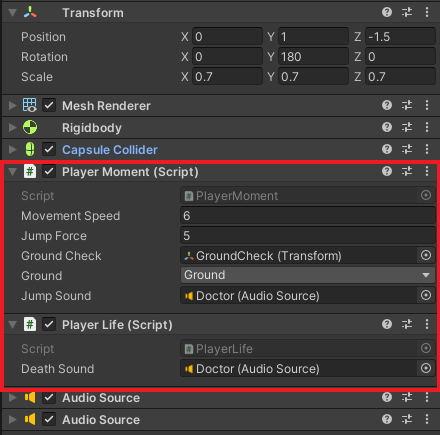 Transform
Position X 0 Y 1 Z -1.5
Rotation X 0 Y 180 Z 0
Scale X 0.7 Y 0.7 Z 0.7
Mesh Renderer
Rigidbody
Capsule Collider
# Player Moment (Script)
Script # PlayerMoment
Movement Speed 6
Jump Force 5
Ground Check GroundCheck (Transform)
Ground Ground
Jump Sound Doctor (Audio Source)
# Player Life (Script)
Script # PlayerLife
Death Sound Doctor (Audio Source)
Audio Source
Audio Source